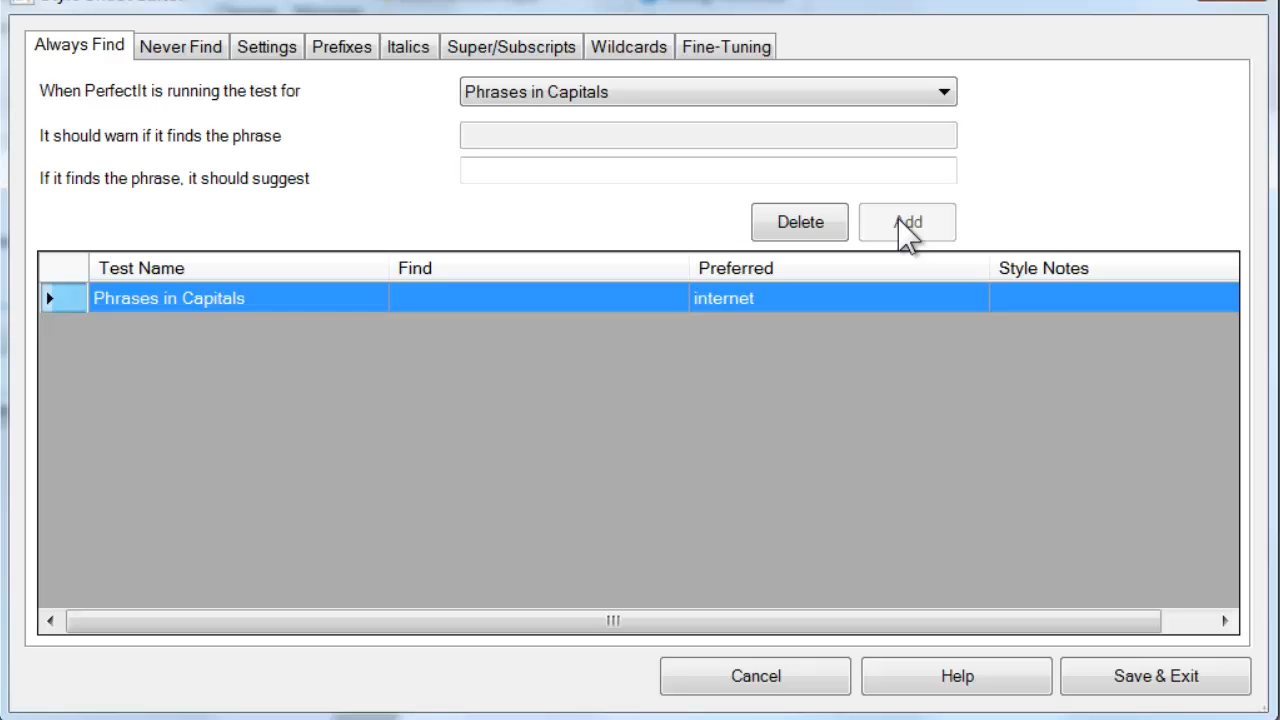 Always Find Never Find Settings Prefixes Italics Super/Subscripts Wildcards Fine-Tuning
When PerfectIt is running the test for Phrases in Capitals
It should warn if it finds the phrase
If it finds the phrase, it should suggest
Delete Add
Test Name Find Preferred Style Notes
Phrases in Capitals internet
Cancel Help Save & Exit